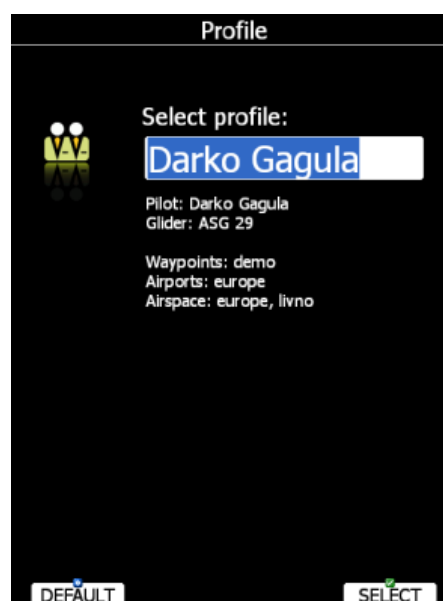 Profile
Select profile:
Darko Gagula
Pilot: Darko Gagula
Glider: ASG 29
Waypoints: demo
Airports: europe
Airspace: europe, livno
DEFAULT
SELECT